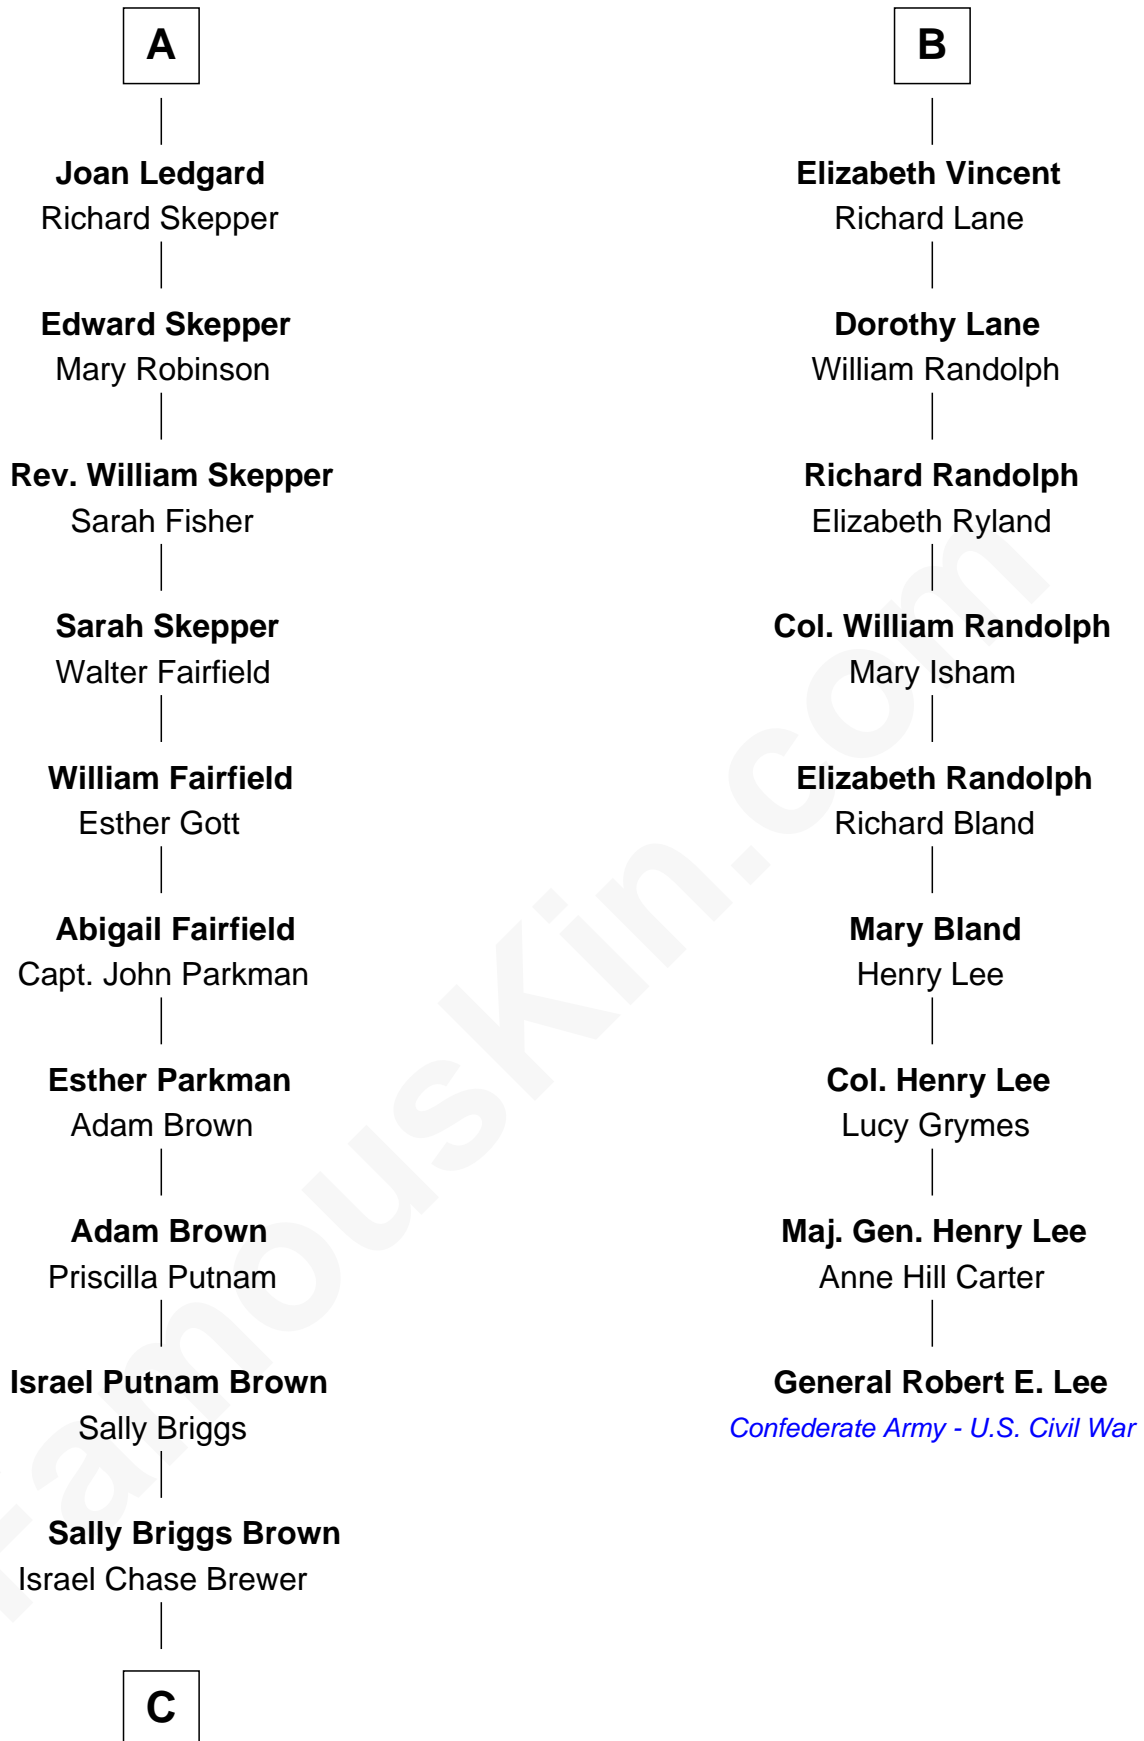 A
Joan Ledgard
Richard Skepper
Edward Skepper
Mary Robinson
Rev. William Skepper
Sarah Fisher
Sarah Skepper
Walter Fairfield
William Fairfield
Esther Gott
Abigail Fairfield
Capt. John Parkman
Esther Parkman
Adam Brown
Adam Brown
Priscilla Putnam
Israel Putnam Brown
Sally Briggs
Sally Briggs Brown
Israel Chase Brewer
C
B
Elizabeth Vincent
Richard Lane
Dorothy Lane
William Randolph
Richard Randolph
Elizabeth Ryland
Col. William Randolph
Mary Isham
Elizabeth Randolph
Richard Bland
Mary Bland
Henry Lee
Col. Henry Lee
Lucy Grymes
Maj. Gen. Henry Lee
Anne Hill Carter
General Robert E. Lee
Confederate Army - U.S. Civil War
FamousKin.com